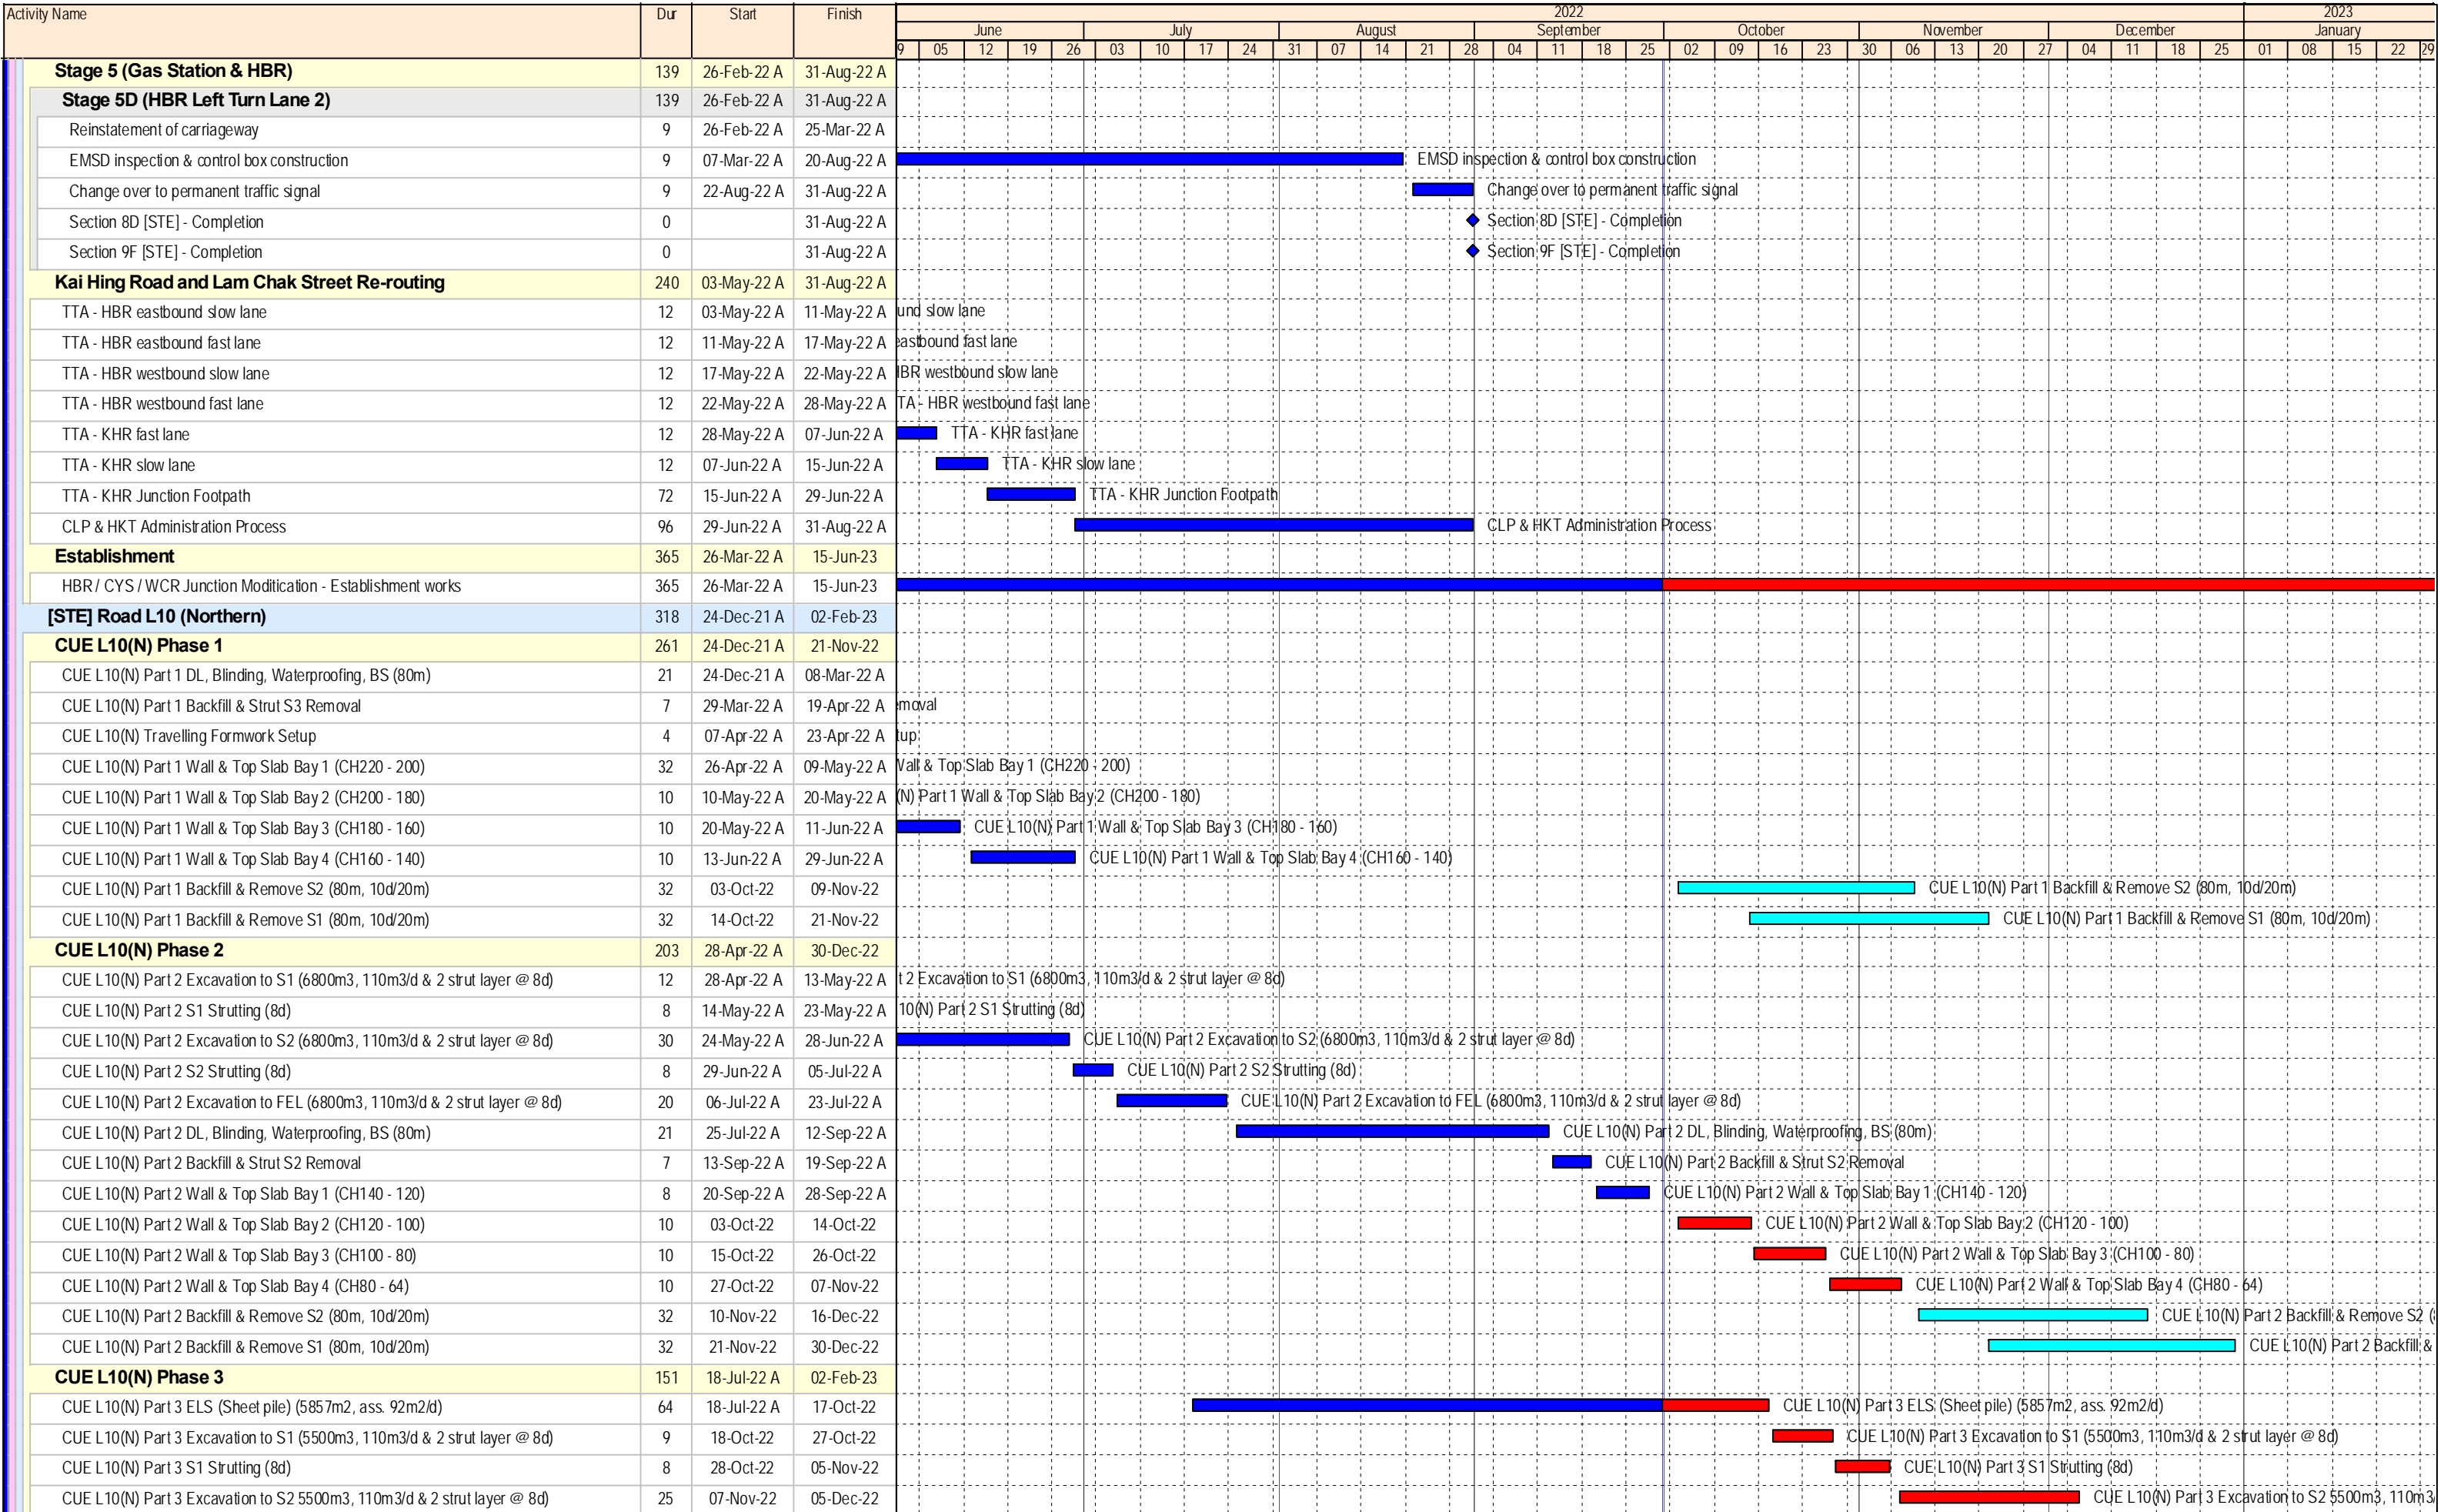 Activity Name Dur Start Finish 2022 2023
June July August September October November December January
9 05 12 19 26 03 10 17 24 31 07 14 21 28 04 11 18 25 02 09 16 23 30 06 13 20 27 04 11 18 25 01 08 15 22 29
Stage 5 (Gas Station & HBR) 139 26-Feb-22 A 31-Aug-22 A
Stage 5D (HBR Left Turn Lane 2) 139 26-Feb-22 A 31-Aug-22 A
Reinstatement of carriageway 9 26-Feb-22 A 25-Mar-22 A
EMSD inspection & control box construction 9 07-Mar-22 A 20-Aug-22 A EMSD inspection & control box construction
Change over to permanent traffic signal 9 22-Aug-22 A 31-Aug-22 A Change over to permanent traffic signal
Section 8D [STE] - Completion 0 31-Aug-22 A Section 8D [STE] - Completion
Section 9F [STE] - Completion 0 31-Aug-22 A Section 9F [STE] - Completion
Kai Hing Road and Lam Chak Street Re-routing 240 03-May-22 A 31-Aug-22 A
TTA - HBR eastbound slow lane 12 03-May-22 A 11-May-22 A und slow lane
TTA - HBR eastbound fast lane 12 11-May-22 A 17-May-22 A eastbound fast lane
TTA - HBR westbound slow lane 12 17-May-22 A 22-May-22 A HBR westbound slow lane
TTA - HBR westbound fast lane 12 22-May-22 A 28-May-22 A TA - HBR westbound fast lane
TTA - KHR fast lane 12 28-May-22 A 07-Jun-22 A TTA - KHR fast lane
TTA - KHR slow lane 12 07-Jun-22 A 15-Jun-22 A TTA - KHR slow lane
TTA - KHR Junction Footpath 72 15-Jun-22 A 29-Jun-22 A TTA - KHR Junction Footpath
CLP & HKT Administration Process 96 29-Jun-22 A 31-Aug-22 A CLP & HKT Administration Process
Establishment 365 26-Mar-22 A 15-Jun-23
HBR / CYS / WCR Junction Moditication - Establishment works 365 26-Mar-22 A 15-Jun-23
[STE] Road L10 (Northern) 318 24-Dec-21 A 02-Feb-23
CUE L10(N) Phase 1 261 24-Dec-21 A 21-Nov-22
CUE L10(N) Part 1 DL, Blinding, Waterproofing, BS (80m) 21 24-Dec-21 A 08-Mar-22 A
CUE L10(N) Part 1 Backfill & Strut S3 Removal 7 29-Mar-22 A 19-Apr-22 A emoval
CUE L10(N) Travelling Formwork Setup 4 07-Apr-22 A 23-Apr-22 A tup
CUE L10(N) Part 1 Wall & Top Slab Bay 1 (CH220 - 200) 32 26-Apr-22 A 09-May-22 A Wall & Top Slab Bay 1 (CH220 - 200)
CUE L10(N) Part 1 Wall & Top Slab Bay 2 (CH200 - 180) 10 10-May-22 A 20-May-22 A (N) Part 1 Wall & Top Slab Bay 2 (CH200 - 180)
CUE L10(N) Part 1 Wall & Top Slab Bay 3 (CH180 - 160) 10 20-May-22 A 11-Jun-22 A CUE L10(N) Part 1 Wall & Top Slab Bay 3 (CH180 - 160)
CUE L10(N) Part 1 Wall & Top Slab Bay 4 (CH160 - 140) 10 13-Jun-22 A 29-Jun-22 A CUE L10(N) Part 1 Wall & Top Slab Bay 4 (CH160 - 140)
CUE L10(N) Part 1 Backfill & Remove S2 (80m, 10d/20m) 32 03-Oct-22 09-Nov-22 CUE L10(N) Part 1 Backfill & Remove S2 (80m, 10d/20m)
CUE L10(N) Part 1 Backfill & Remove S1 (80m, 10d/20m) 32 14-Oct-22 21-Nov-22 CUE L10(N) Part 1 Backfill & Remove S1 (80m, 10d/20m)
CUE L10(N) Phase 2 203 28-Apr-22 A 30-Dec-22
CUE L10(N) Part 2 Excavation to S1 (6800m3, 110m3/d & 2 strut layer @ 8d) 12 28-Apr-22 A 13-May-22 A t 2 Excavation to S1 (6800m3, 110m3/d & 2 strut layer @ 8d)
CUE L10(N) Part 2 S1 Strutting (8d) 8 14-May-22 A 23-May-22 A 10(N) Part 2 S1 Strutting (8d)
CUE L10(N) Part 2 Excavation to S2 (6800m3, 110m3/d & 2 strut layer @ 8d) 30 24-May-22 A 28-Jun-22 A CUE L10(N) Part 2 Excavation to S2 (6800m3, 110m3/d & 2 strut layer @ 8d)
CUE L10(N) Part 2 S2 Strutting (8d) 8 29-Jun-22 A 05-Jul-22 A CUE L10(N) Part 2 S2 Strutting (8d)
CUE L10(N) Part 2 Excavation to FEL (6800m3, 110m3/d & 2 strut layer @ 8d) 20 06-Jul-22 A 23-Jul-22 A CUE L10(N) Part 2 Excavation to FEL (6800m3, 110m3/d & 2 strut layer @ 8d)
CUE L10(N) Part 2 DL, Blinding, Waterproofing, BS (80m) 21 25-Jul-22 A 12-Sep-22 A CUE L10(N) Part 2 DL, Blinding, Waterproofing, BS (80m)
CUE L10(N) Part 2 Backfill & Strut S2 Removal 7 13-Sep-22 A 19-Sep-22 A CUE L10(N) Part 2 Backfill & Strut S2 Removal
CUE L10(N) Part 2 Wall & Top Slab Bay 1 (CH140 - 120) 8 20-Sep-22 A 28-Sep-22 A CUE L10(N) Part 2 Wall & Top Slab Bay 1 (CH140 - 120)
CUE L10(N) Part 2 Wall & Top Slab Bay 2 (CH120 - 100) 10 03-Oct-22 14-Oct-22 CUE L10(N) Part 2 Wall & Top Slab Bay 2 (CH120 - 100)
CUE L10(N) Part 2 Wall & Top Slab Bay 3 (CH100 - 80) 10 15-Oct-22 26-Oct-22 CUE L10(N) Part 2 Wall & Top Slab Bay 3 (CH100 - 80)
CUE L10(N) Part 2 Wall & Top Slab Bay 4 (CH80 - 64) 10 27-Oct-22 07-Nov-22 CUE L10(N) Part 2 Wall & Top Slab Bay 4 (CH80 - 64)
CUE L10(N) Part 2 Backfill & Remove S2 (80m, 10d/20m) 32 10-Nov-22 16-Dec-22 CUE L10(N) Part 2 Backfill & Remove S2 (
CUE L10(N) Part 2 Backfill & Remove S1 (80m, 10d/20m) 32 21-Nov-22 30-Dec-22 CUE L10(N) Part 2 Backfill &
CUE L10(N) Phase 3 151 18-Jul-22 A 02-Feb-23
CUE L10(N) Part 3 ELS (Sheet pile) (5857m2, ass. 92m2/d) 64 18-Jul-22 A 17-Oct-22 CUE L10(N) Part 3 ELS (Sheet pile) (5857m2, ass. 92m2/d)
CUE L10(N) Part 3 Excavation to S1 (5500m3, 110m3/d & 2 strut layer @ 8d) 9 18-Oct-22 27-Oct-22 CUE L10(N) Part 3 Excavation to S1 (5500m3, 110m3/d & 2 strut layer @ 8d)
CUE L10(N) Part 3 S1 Strutting (8d) 8 28-Oct-22 05-Nov-22 CUE L10(N) Part 3 S1 Strutting (8d)
CUE L10(N) Part 3 Excavation to S2 5500m3, 110m3/d & 2 strut layer @ 8d) 25 07-Nov-22 05-Dec-22 CUE L10(N) Part 3 Excavation to S2 5500m3, 110m3/